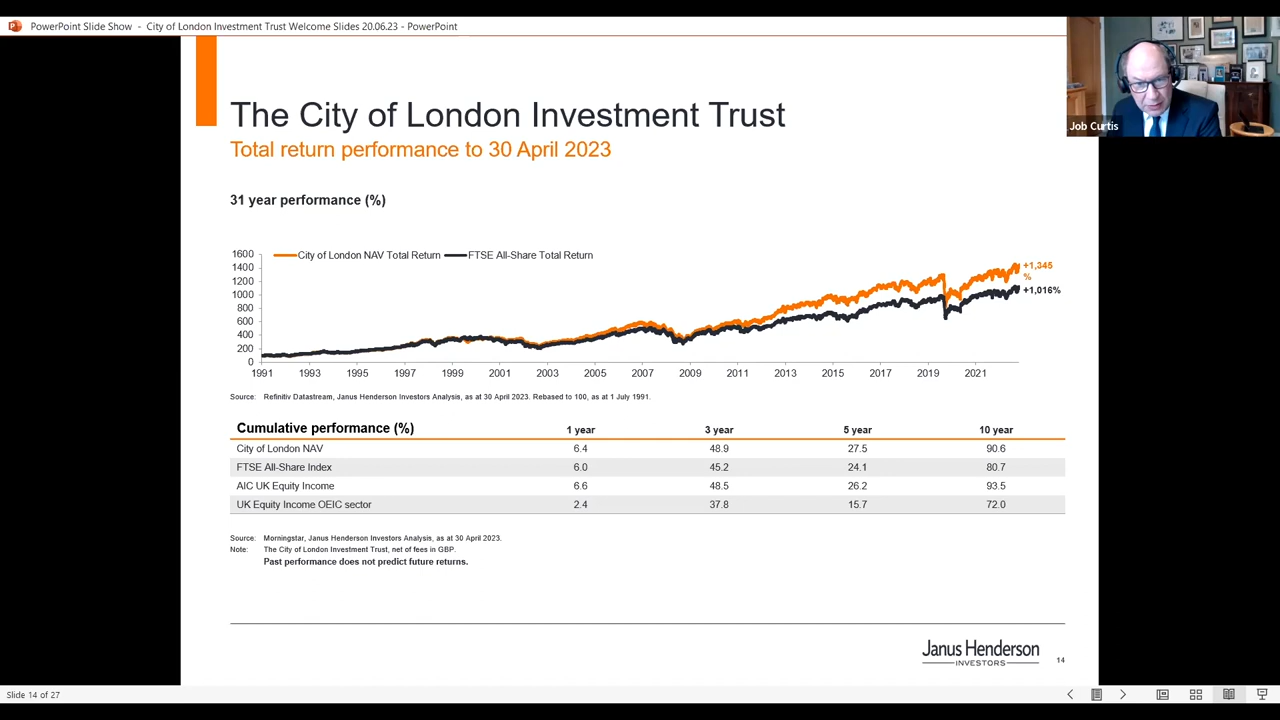 PowerPoint Slide Show - City of London Investment Trust Welcome Slides 20.06.23 - PowerPoint
Job Curtis
The City of London Investment Trust
Total return performance to 30 April 2023
31 year performance (%)
City of London NAV Total Return FTSE All-Share Total Return
1600
1400
1200
1000
800
600
400
200
0
+1,345
%
+1,016%
1991 1993 1995 1997 1999 2001 2003 2005 2007 2009 2011 2013 2015 2017 2019 2021
Source: Refinitiv Datastream, Janus Henderson Investors Analysis, as at 30 April 2023. Rebased to 100, as at 1 July 1991.
Cumulative performance (%) 1 year 3 year 5 year 10 year
City of London NAV 6.4 48.9 27.5 90.6
FTSE All-Share Index 6.0 45.2 24.1 80.7
AIC UK Equity Income 6.6 48.5 26.2 93.5
UK Equity Income OEIC sector 2.4 37.8 15.7 72.0
Source: Morningstar, Janus Henderson Investors Analysis, as at 30 April 2023.
Note: The City of London Investment Trust, net of fees in GBP.
Past performance does not predict future returns.
Janus Henderson
INVESTORS
14
Slide 14 of 27